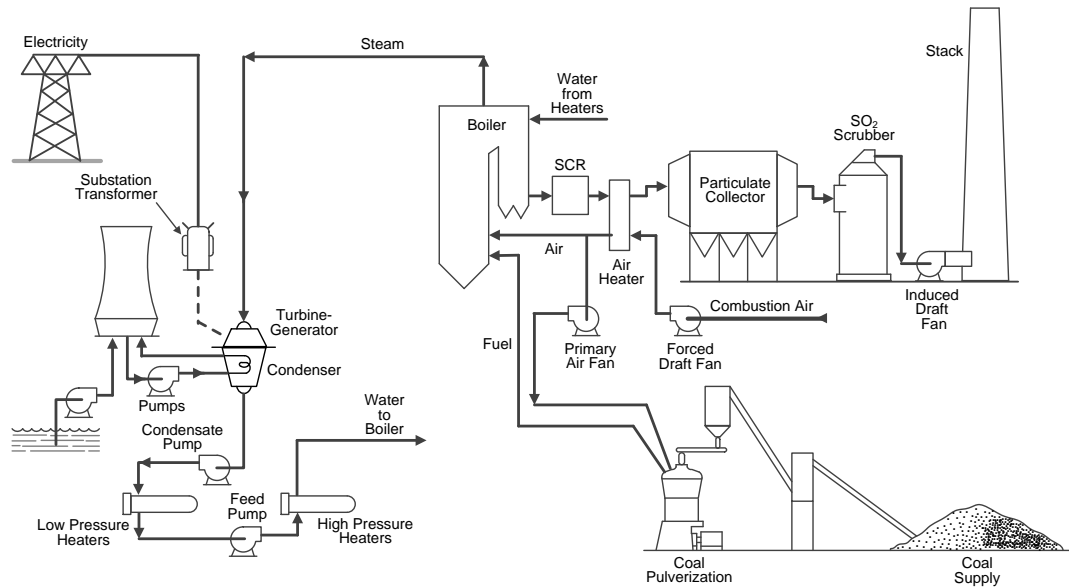 Electricity
Steam
Stack
Water
from
Heaters
Boiler
SO₂
Scrubber
SCR
Particulate
Collector
Substation
Transformer
Air
Air
Heater
Induced
Draft
Fan
Combustion Air
Turbine-
Generator
Fuel
Primary
Air Fan
Forced
Draft Fan
Condenser
Pumps
Water
to
Boiler
Condensate
Pump
Feed
Pump
Low Pressure
Heaters
High Pressure
Heaters
Coal
Pulverization
Coal
Supply